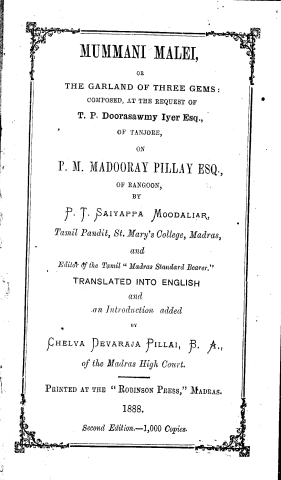 MUMMANI MALEI,
OR
THE GARLAND OF THREE GEMS:
COMPOSED, AT THE REQUEST OF
T. P. Doorasawmy Iyer Esq.,
OF TANJORE,
ON
P. M. MADOORAY PILLAY ESQ.,
OF RANGOON,
BY
P. T. SAIYAPPA MOODALIAR,
Tamil Pandit, St. Mary's College, Madras,
and
Editor of the Tamil "Madras Standard Bearer."
TRANSLATED INTO ENGLISH
and
an Introduction added
BY
CHELVA DEVARAJA PILLAI, B. A.,
of the Madras High Court.
PRINTED AT THE "ROBINSON PRESS," MADRAS.
1888.
Second Edition.—1,000 Copies.